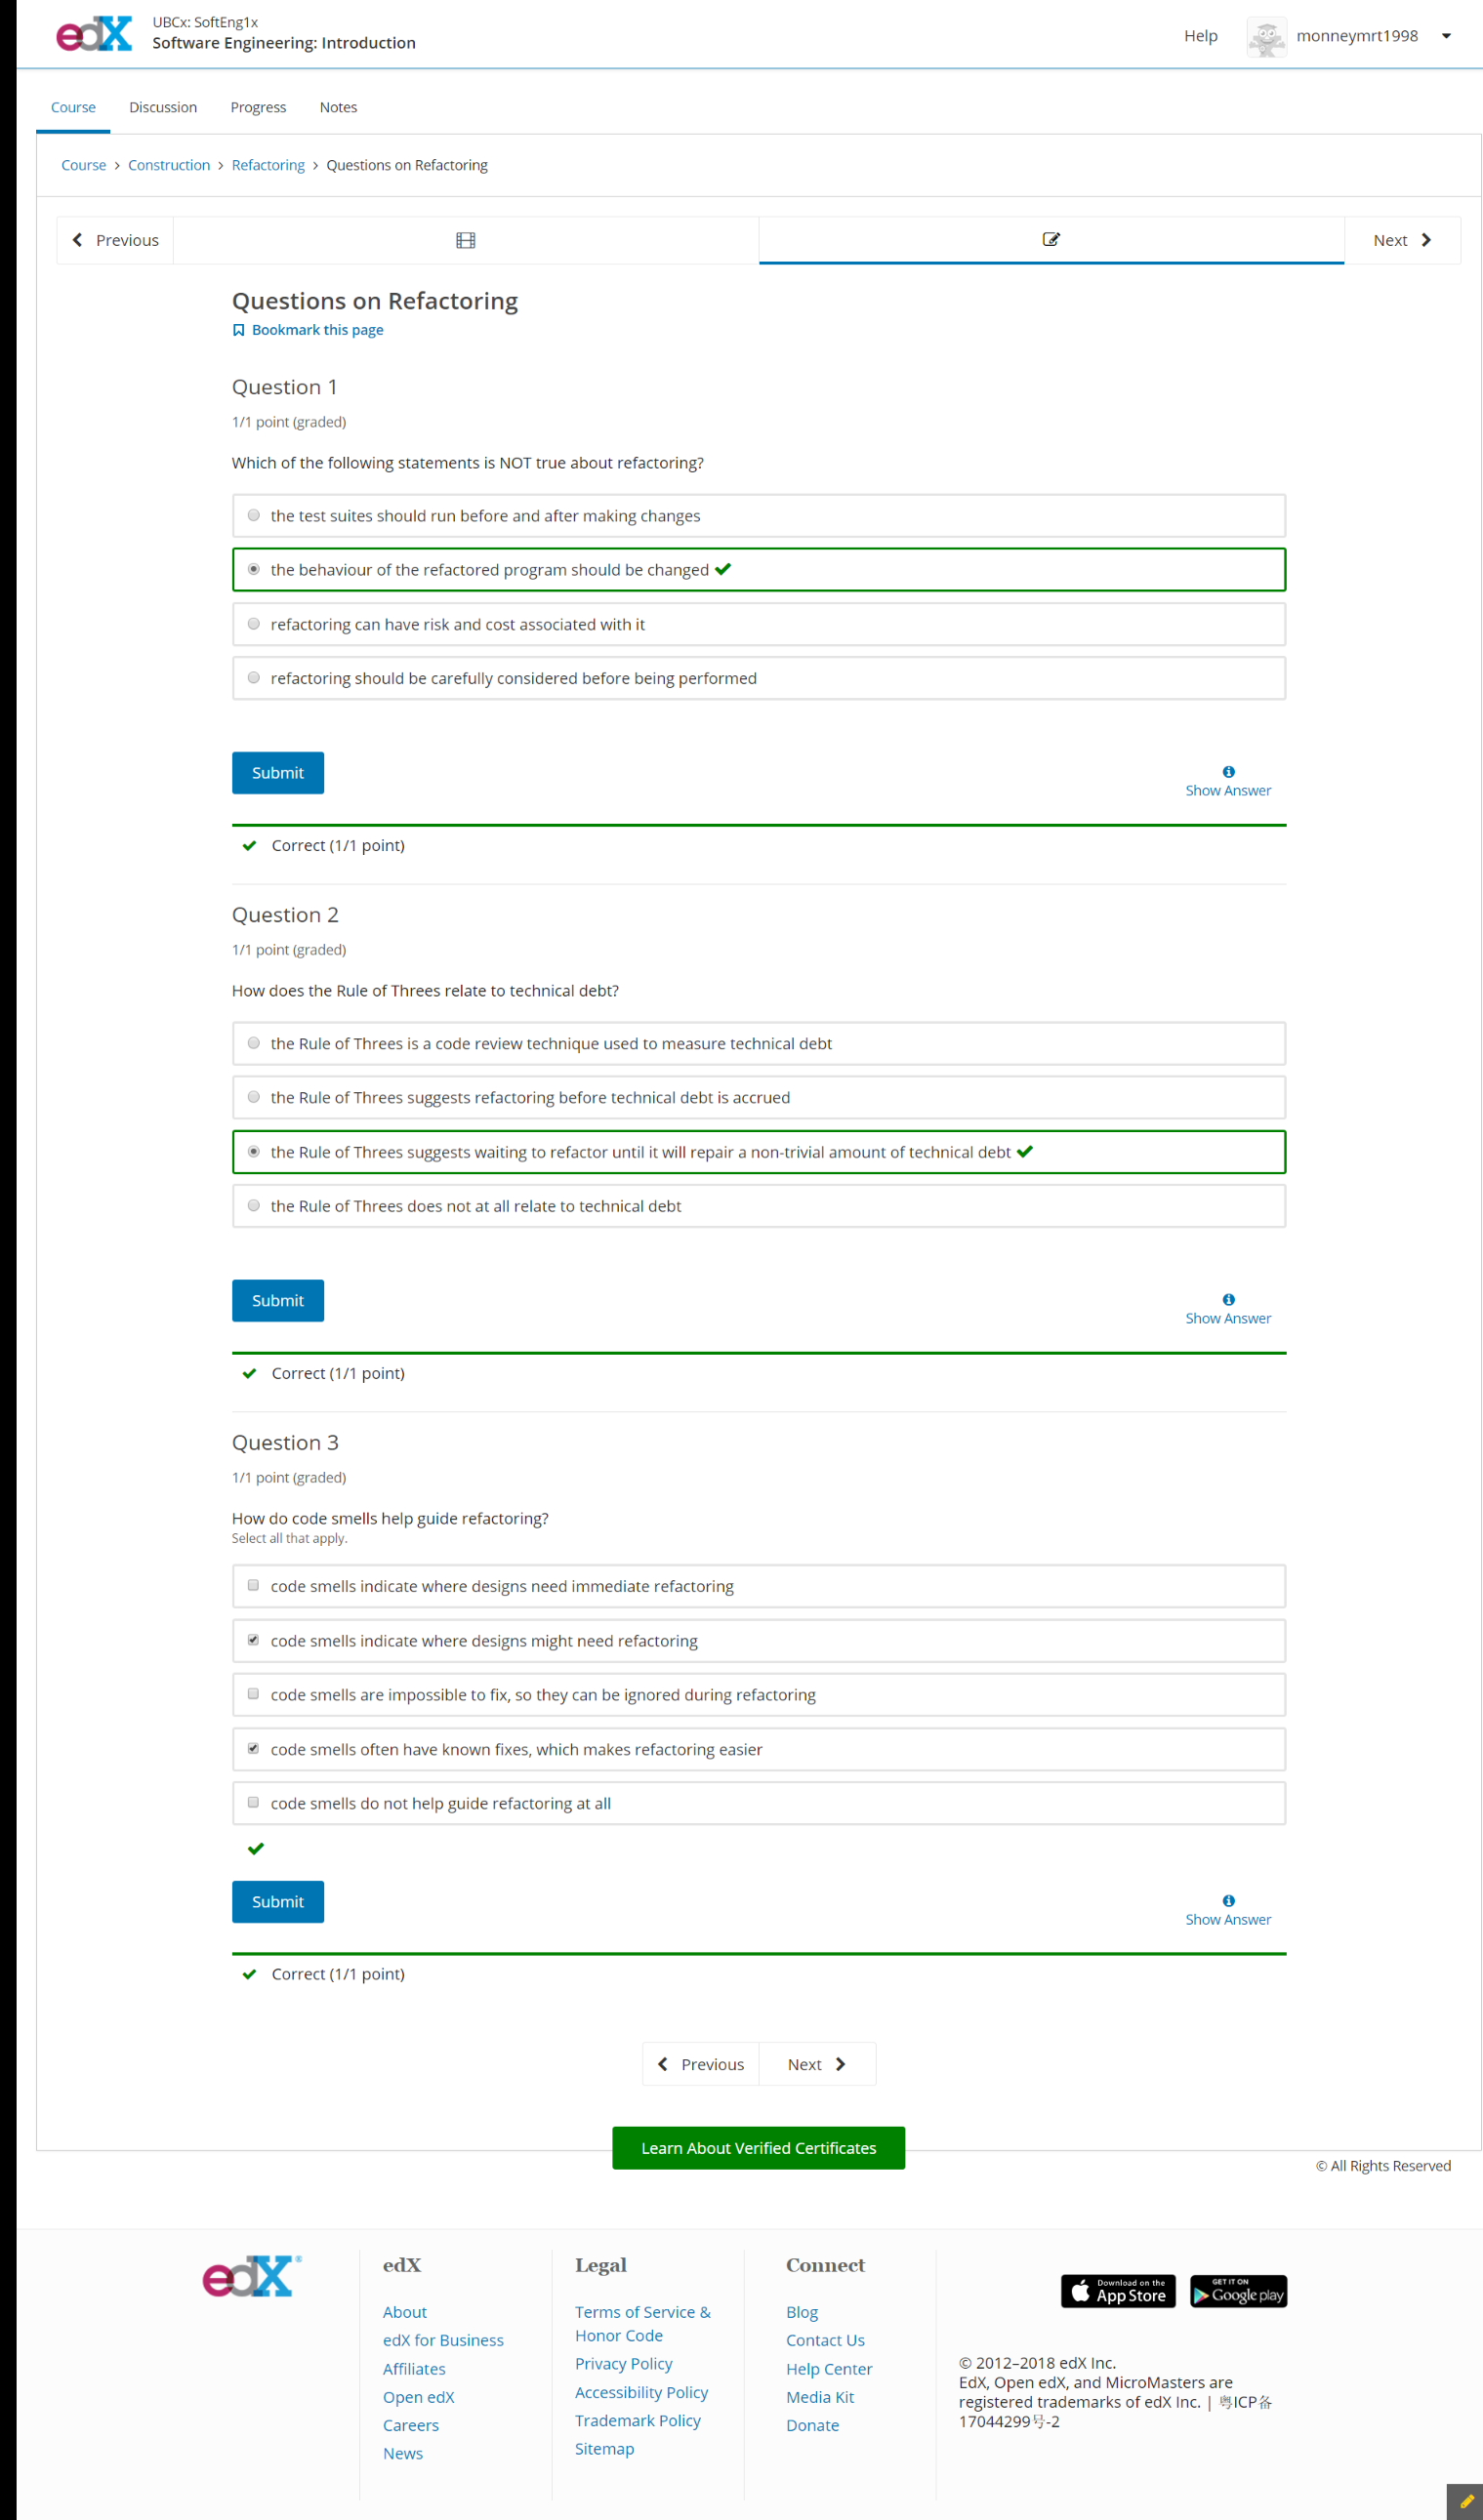 edX
UBCx: SoftEng1x
Software Engineering: Introduction
Help
monneymrt1998
Course
Discussion
Progress
Notes
Course > Construction > Refactoring > Questions on Refactoring
Previous
Next
Questions on Refactoring
Bookmark this page
Question 1
1/1 point (graded)
Which of the following statements is NOT true about refactoring?
the test suites should run before and after making changes
the behaviour of the refactored program should be changed
refactoring can have risk and cost associated with it
refactoring should be carefully considered before being performed
Submit
Show Answer
Correct (1/1 point)
Question 2
1/1 point (graded)
How does the Rule of Threes relate to technical debt?
the Rule of Threes is a code review technique used to measure technical debt
the Rule of Threes suggests refactoring before technical debt is accrued
the Rule of Threes suggests waiting to refactor until it will repair a non-trivial amount of technical debt
the Rule of Threes does not at all relate to technical debt
Submit
Show Answer
Correct (1/1 point)
Question 3
1/1 point (graded)
How do code smells help guide refactoring?
Select all that apply.
code smells indicate where designs need immediate refactoring
code smells indicate where designs might need refactoring
code smells are impossible to fix, so they can be ignored during refactoring
code smells often have known fixes, which makes refactoring easier
code smells do not help guide refactoring at all
Submit
Show Answer
Correct (1/1 point)
Previous
Next
Learn About Verified Certificates
© All Rights Reserved
edX®
edX
About
edX for Business
Affiliates
Open edX
Careers
News
Legal
Terms of Service &
Honor Code
Privacy Policy
Accessibility Policy
Trademark Policy
Sitemap
Connect
Blog
Contact Us
Help Center
Media Kit
Donate
Download on the
App Store
GET IT ON
Google play
© 2012–2018 edX Inc.
EdX, Open edX, and MicroMasters are
registered trademarks of edX Inc. | 粤ICP备
17044299号-2